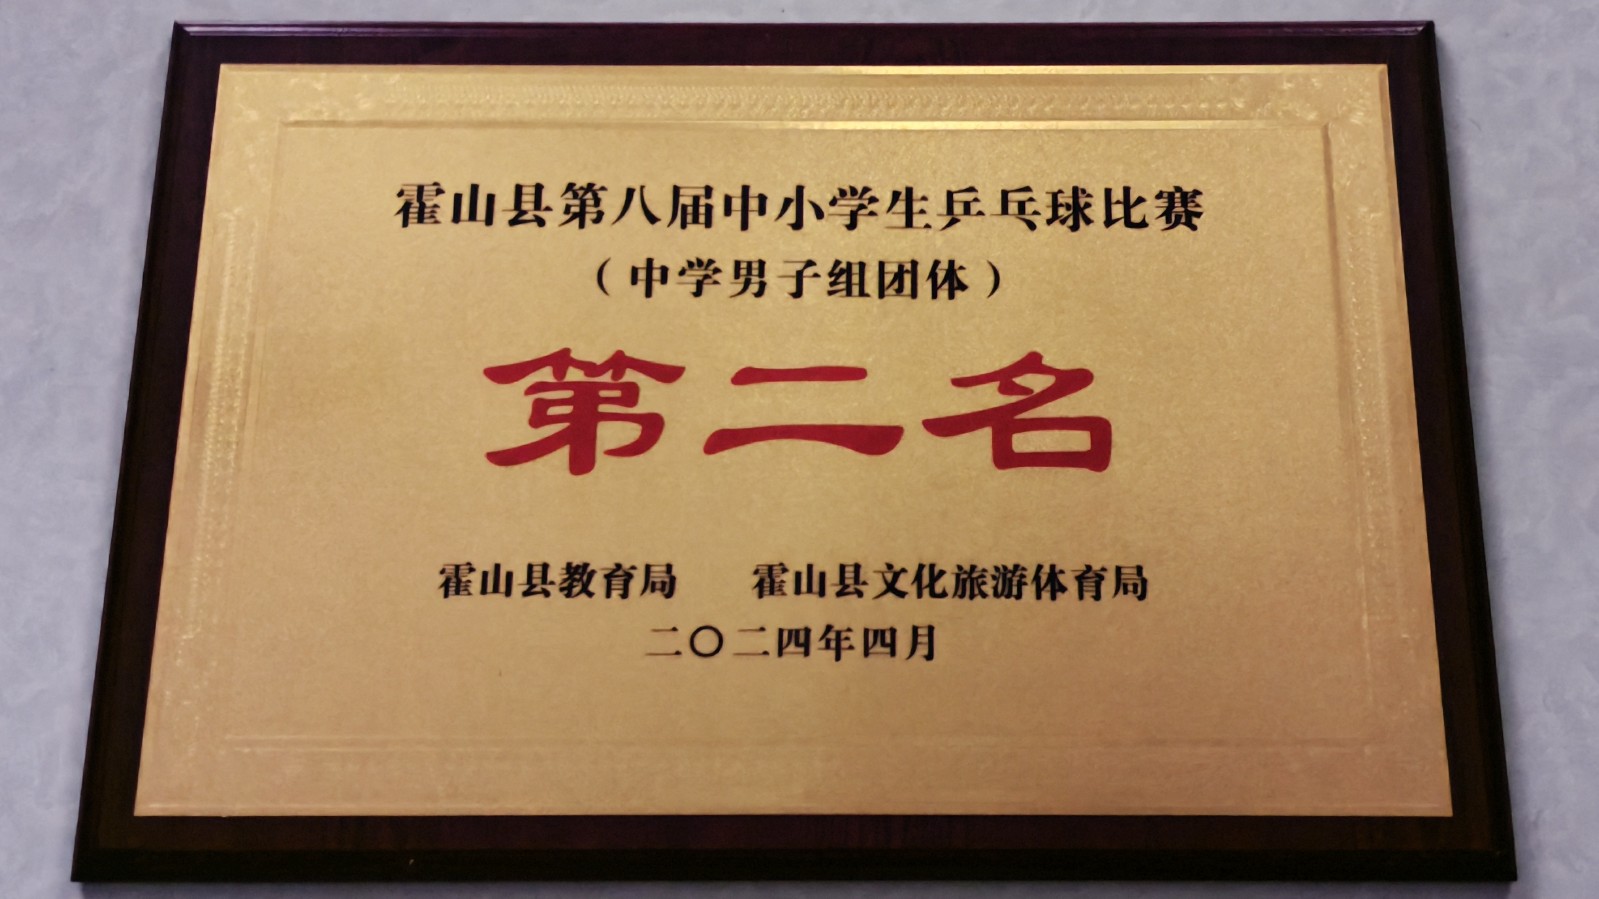 霍山县第八届中小学生乒乓球比赛
（中学男子组团体）
第二名
霍山县教育局 霍山县文化旅游体育局
二〇二四年四月